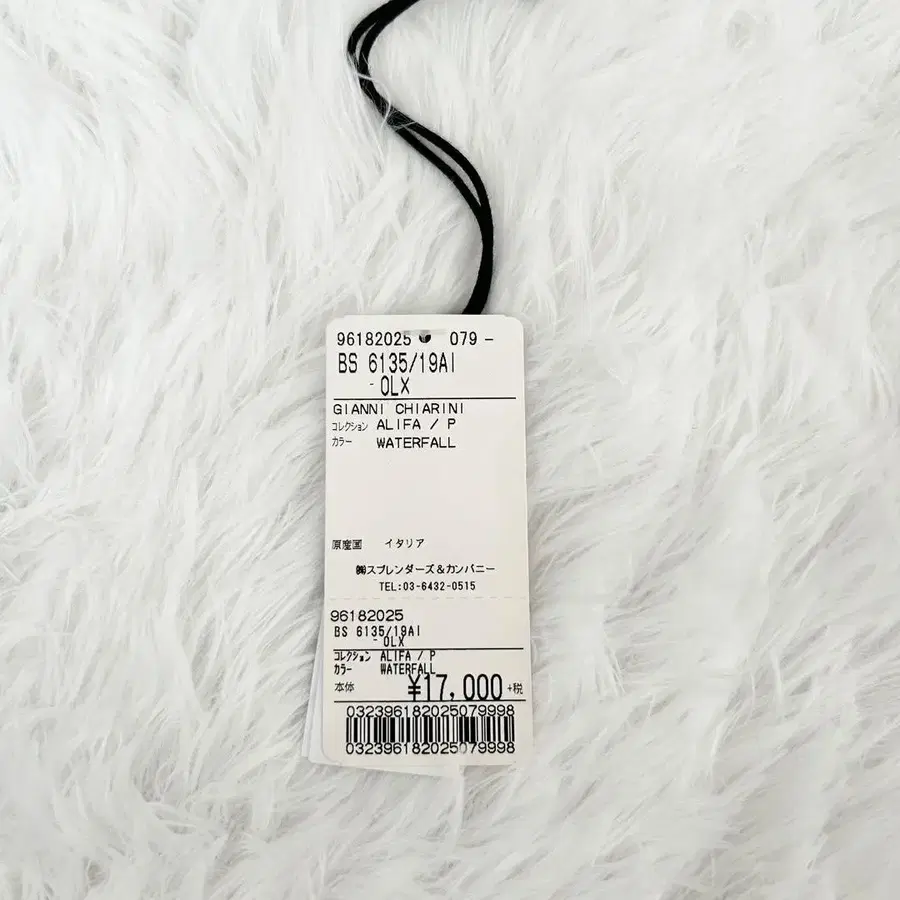 96182025 079 -
BS 6135/19AI
- OLX
GIANNI CHIARINI
コレクション ALIFA / P
カラー WATERFALL
原産国 イタリア
㈱スプレンダーズ&カンパニー
TEL:03-6432-0515
96182025
BS 6135/19AI
- OLX
コレクション ALIFA / P
カラー WATERFALL
本体 ¥17,000 +税
032396182025079998
032396182025079998